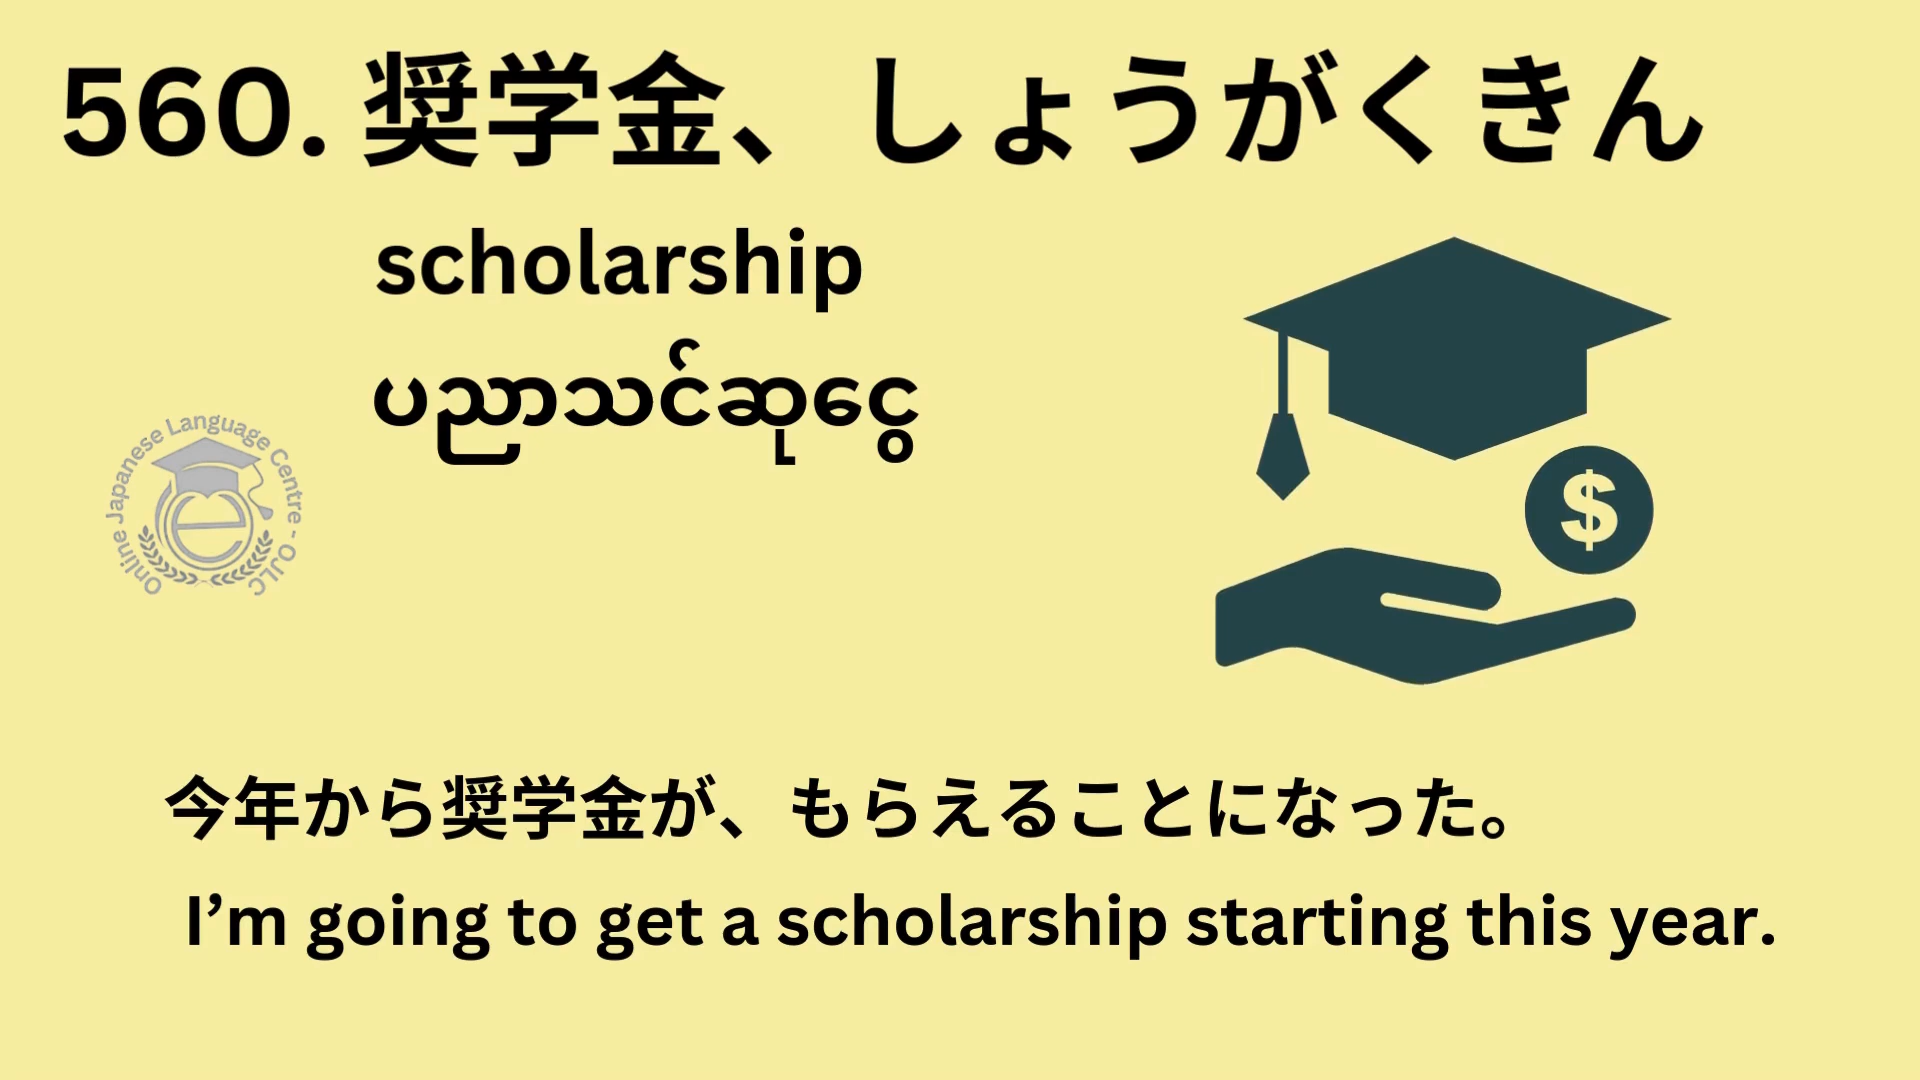 560. 奨学金、しょうがくきん
scholarship
ပညာသင်ဆုငွေ
Online Japanese Language Centre - OJLC
e
$
今年から奨学金が、もらえることになった。
I’m going to get a scholarship starting this year.